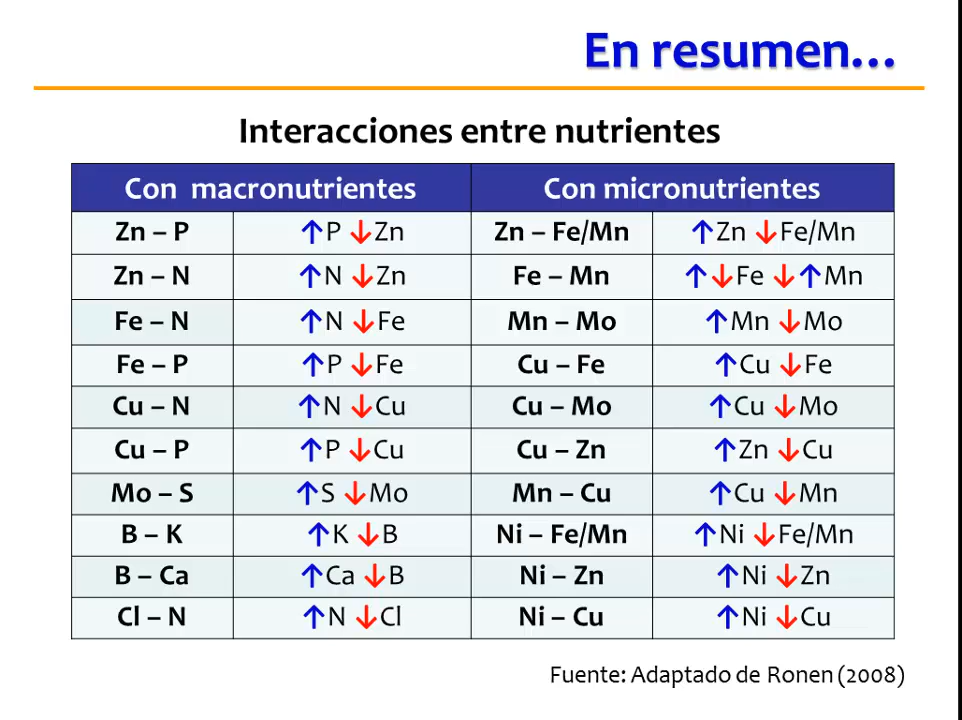 En resumen...
Interacciones entre nutrientes
Con macronutrientes Con micronutrientes
Zn – P ↑P ↓Zn Zn – Fe/Mn ↑Zn ↓Fe/Mn
Zn – N ↑N ↓Zn Fe – Mn ↑↓Fe ↓↑Mn
Fe – N ↑N ↓Fe Mn – Mo ↑Mn ↓Mo
Fe – P ↑P ↓Fe Cu – Fe ↑Cu ↓Fe
Cu – N ↑N ↓Cu Cu – Mo ↑Cu ↓Mo
Cu – P ↑P ↓Cu Cu – Zn ↑Zn ↓Cu
Mo – S ↑S ↓Mo Mn – Cu ↑Cu ↓Mn
B – K ↑K ↓B Ni – Fe/Mn ↑Ni ↓Fe/Mn
B – Ca ↑Ca ↓B Ni – Zn ↑Ni ↓Zn
Cl – N ↑N ↓Cl Ni – Cu ↑Ni ↓Cu
Fuente: Adaptado de Ronen (2008)